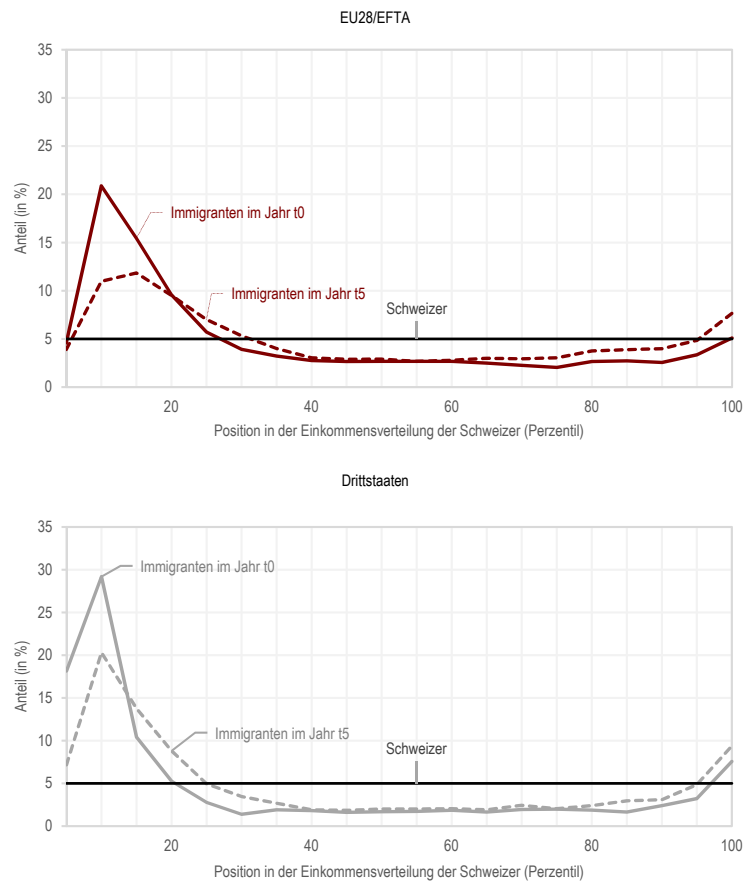 EU28/EFTA
35
30
25
20
15
10
5
0
Anteil (in %)
Immigranten im Jahr t0
Immigranten im Jahr t5
Schweizer
20 40 60 80 100
Position in der Einkommensverteilung der Schweizer (Perzentil)
Drittstaaten
35
30
25
20
15
10
5
0
Anteil (in %)
Immigranten im Jahr t0
Immigranten im Jahr t5
Schweizer
20 40 60 80 100
Position in der Einkommensverteilung der Schweizer (Perzentil)